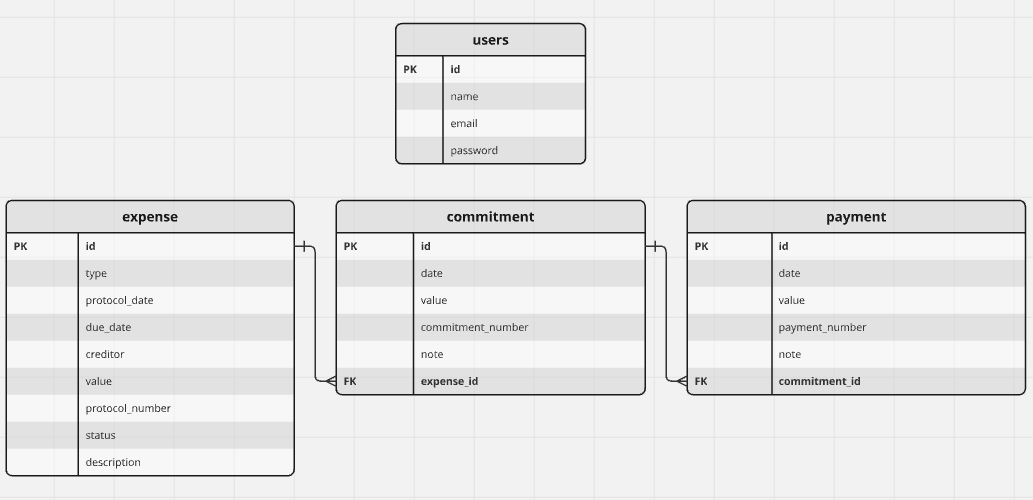 users
PK id
name
email
password
expense
PK id
type
protocol_date
due_date
creditor
value
protocol_number
status
description
commitment
PK id
date
value
commitment_number
note
FK expense_id
payment
PK id
date
value
payment_number
note
FK commitment_id